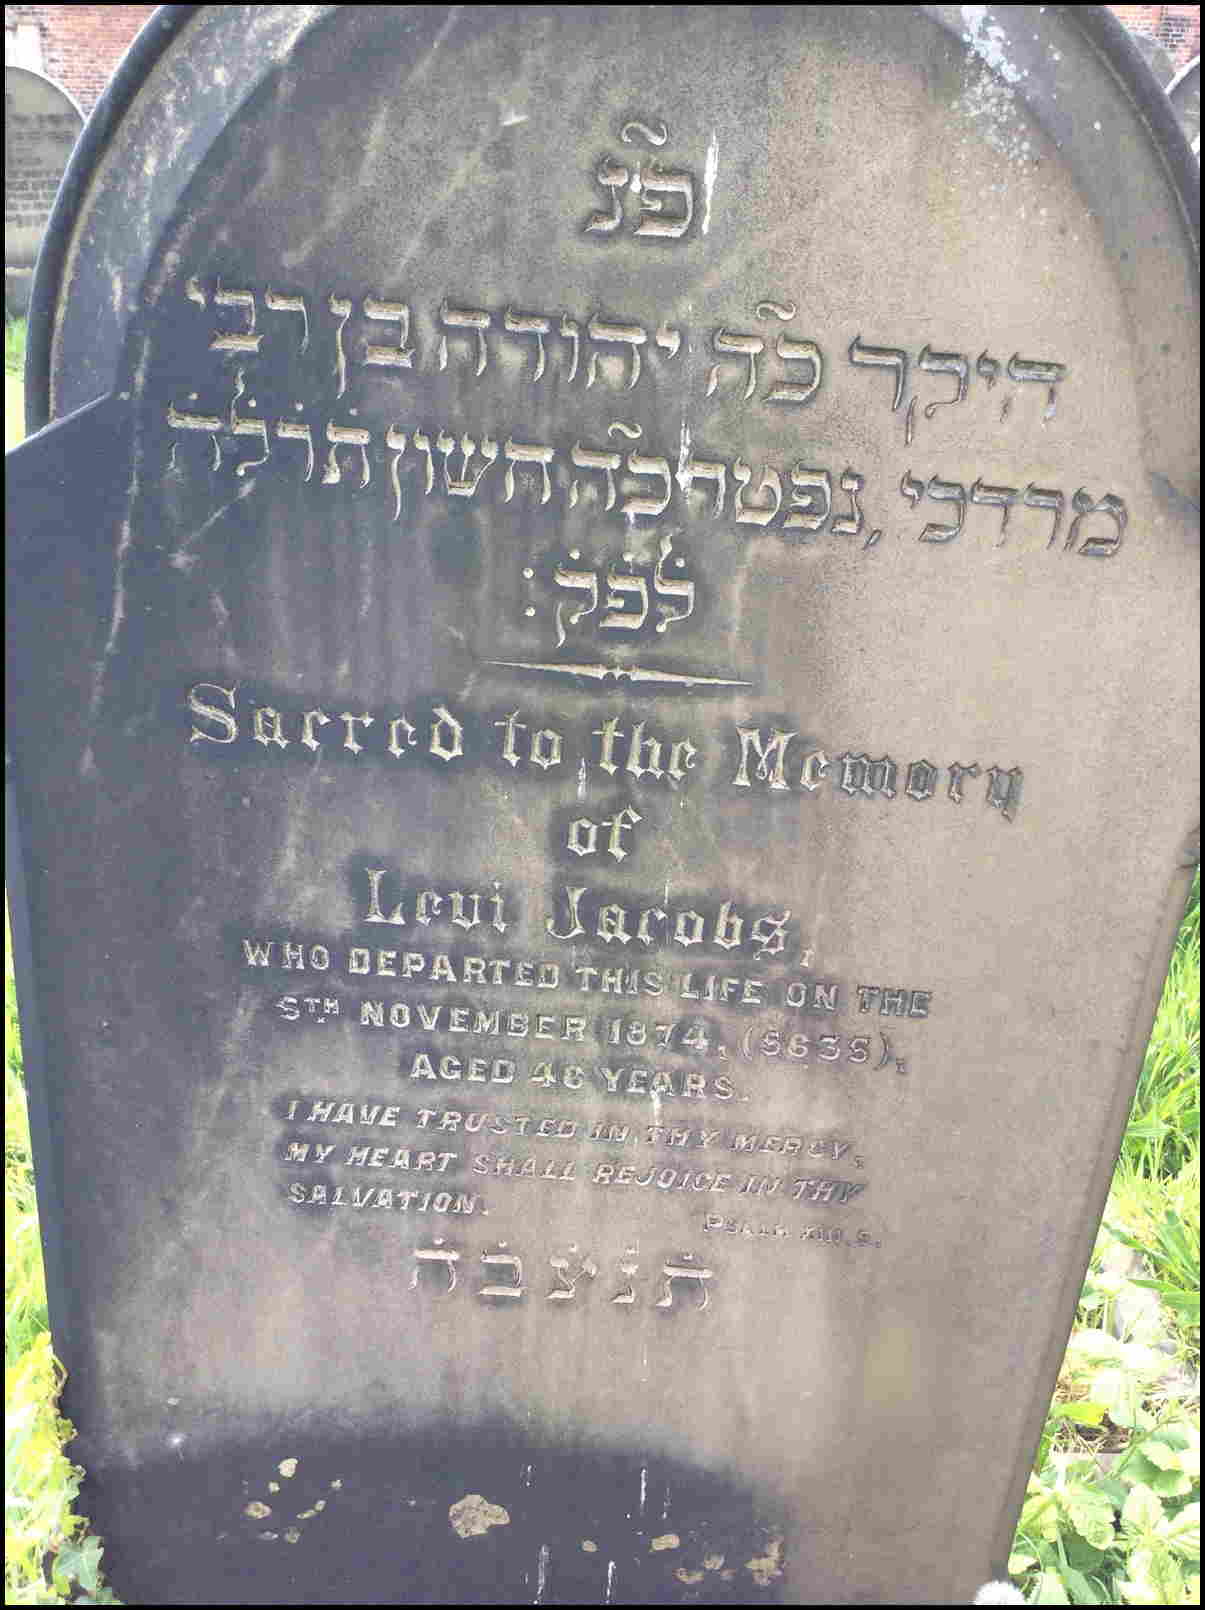 פ̃נ
היקר כ̃ה יהודה בן רבי
מרדכי, נפטר כ̃ה חשון ת̇ר̇ל̇ה̇
ל̇פ̇ק̇:
Sacred to the Memory
of
Levi Jacobs,
WHO DEPARTED THIS LIFE ON THE
5TH NOVEMBER 1874, (5635),
AGED 46 YEARS.
I HAVE TRUSTED IN THY MERCY,
MY HEART SHALL REJOICE IN THY
SALVATION.
PSALM XIII. 5.
ת̇ נ̇ צ̇ ב̇ ה̇